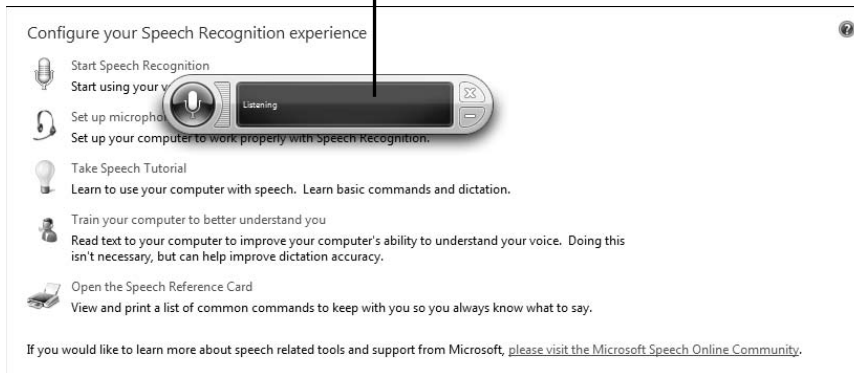 Configure your Speech Recognition experience
Start Speech Recognition
Start using your v
Listening
Set up micropho
Set up your computer to work properly with Speech Recognition.
Take Speech Tutorial
Learn to use your computer with speech. Learn basic commands and dictation.
Train your computer to better understand you
Read text to your computer to improve your computer's ability to understand your voice. Doing this
isn't necessary, but can help improve dictation accuracy.
Open the Speech Reference Card
View and print a list of common commands to keep with you so you always know what to say.
If you would like to learn more about speech related tools and support from Microsoft, please visit the Microsoft Speech Online Community.